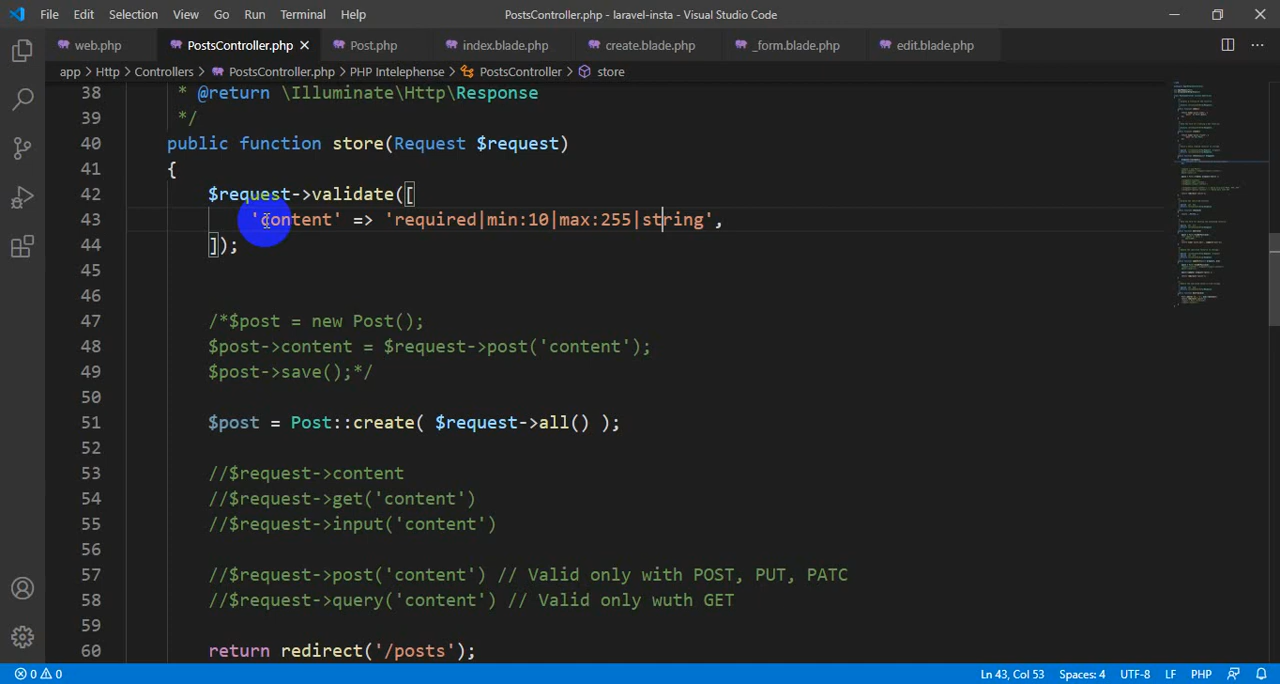 File Edit Selection View Go Run Terminal Help PostsController.php - laravel-insta - Visual Studio Code
web.php PostsController.php Post.php index.blade.php create.blade.php _form.blade.php edit.blade.php
app > Http > Controllers > PostsController.php > PHP Intelephense > PostsController > store
38 * @return \Illuminate\Http\Response
39 */
40 public function store(Request $request)
41 {
42 $request->validate([
43 'content' => 'required|min:10|max:255|string',
44 ]);
45
46
47 /*$post = new Post();
48 $post->content = $request->post('content');
49 $post->save();*/
50
51 $post = Post::create( $request->all() );
52
53 //$request->content
54 //$request->get('content')
55 //$request->input('content')
56
57 //$request->post('content') // Valid only with POST, PUT, PATC
58 //$request->query('content') // Valid only wuth GET
59
60 return redirect('/posts');
0 0 Ln 43, Col 53 Spaces: 4 UTF-8 LF PHP